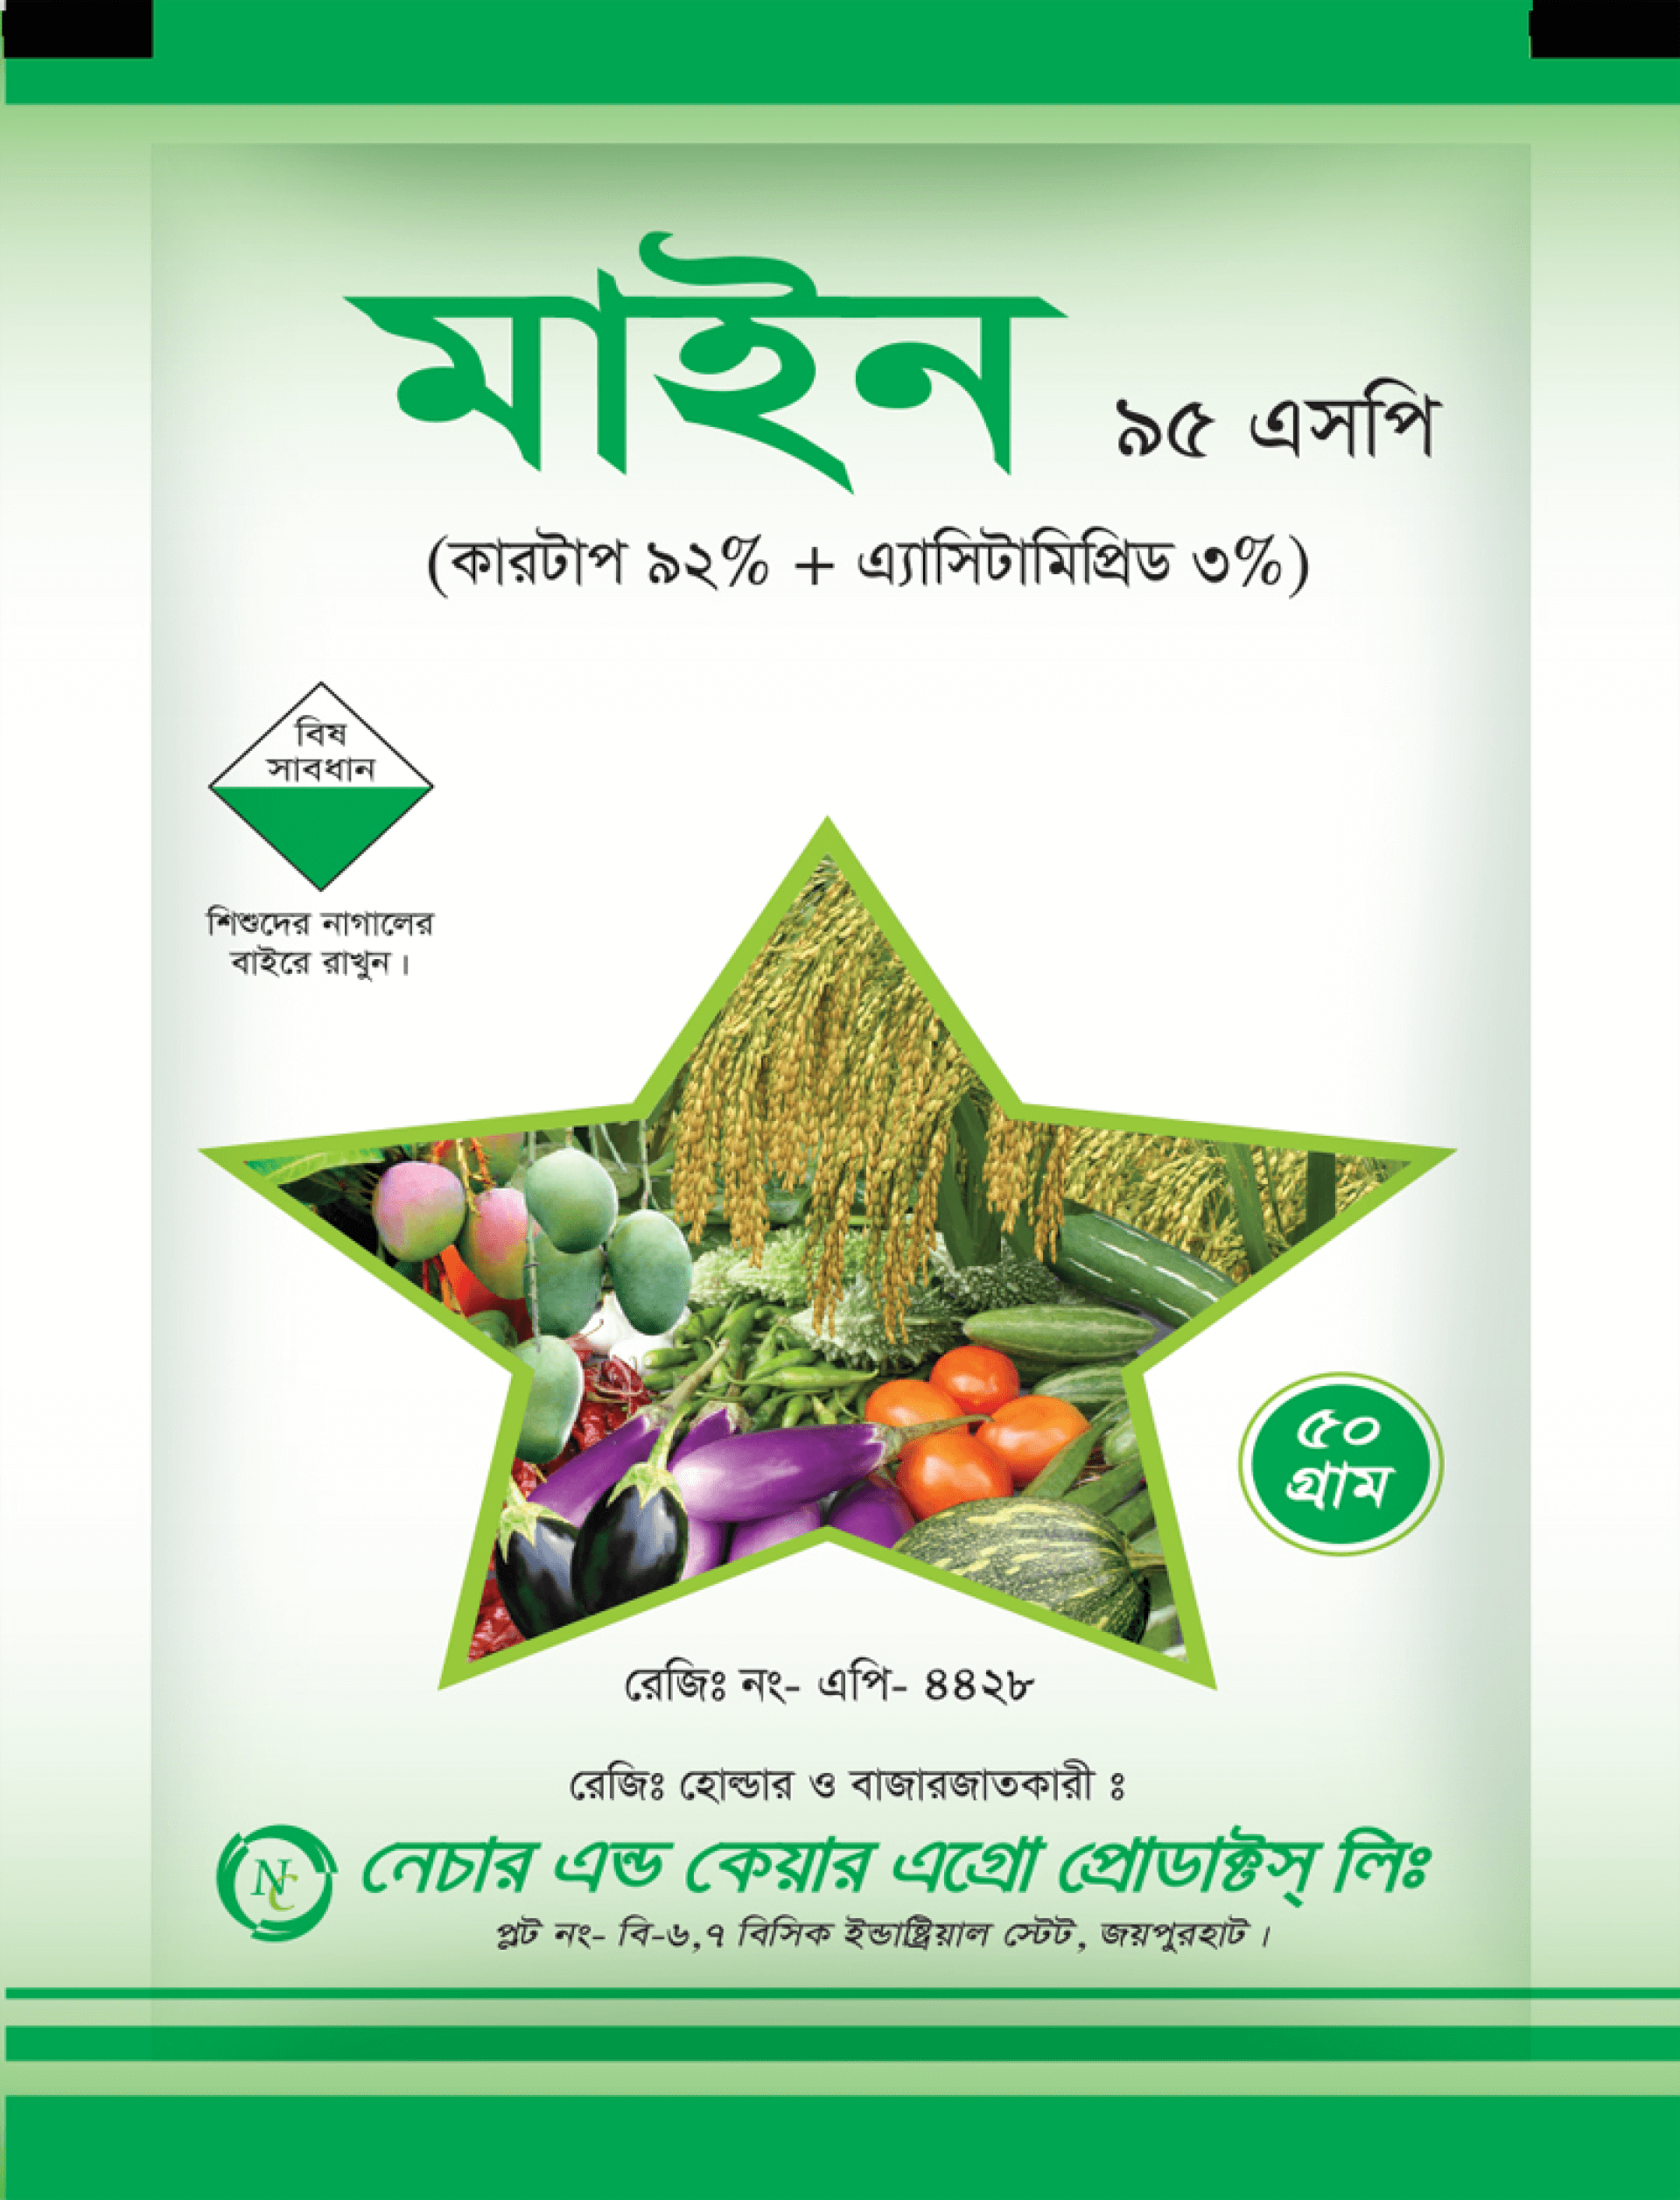 মাইন ৯৫ এসপি
(কারটাপ ৯২% + এ্যাসিটামিপ্রিড ৩%)
বিষ
সাবধান
শিশুদের নাগালের
বাইরে রাখুন।
৫০
গ্রাম
রেজিঃ নং- এপি- ৪৪২৮
রেজিঃ হোল্ডার ও বাজারজাতকারী ঃ
NC নেচার এন্ড কেয়ার এগ্রো প্রোডাক্টস্ লিঃ
প্লট নং- বি-৬,৭ বিসিক ইন্ডাষ্ট্রিয়াল স্টেট, জয়পুরহাট।